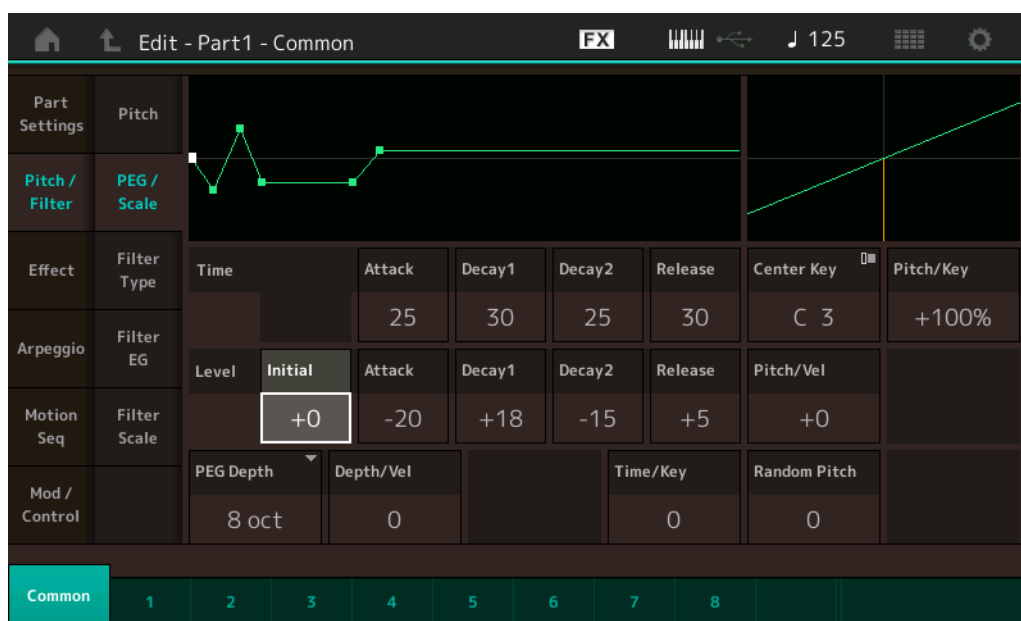 Edit - Part1 - Common FX ♩ 125
Part
Settings
Pitch
Pitch /
Filter
PEG /
Scale
Effect
Filter
Type
Arpeggio
Filter
EG
Motion
Seq
Filter
Scale
Mod /
Control
Time Attack Decay1 Decay2 Release Center Key Pitch/Key
25 30 25 30 C 3 +100%
Level Initial Attack Decay1 Decay2 Release Pitch/Vel
+0 -20 +18 -15 +5 +0
PEG Depth Depth/Vel Time/Key Random Pitch
8 oct 0 0 0
Common 1 2 3 4 5 6 7 8